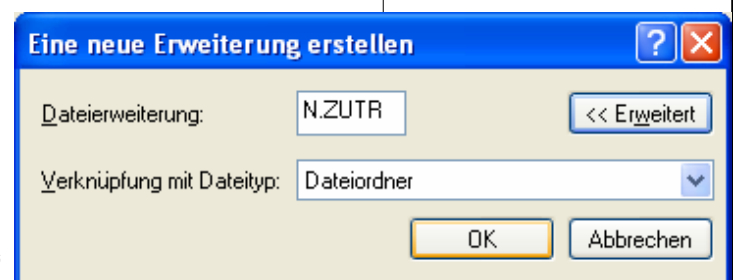 Eine neue Erweiterung erstellen
Dateierweiterung: N.ZUTR << Erweitert
Verknüpfung mit Dateityp: Dateiordner
OK Abbrechen